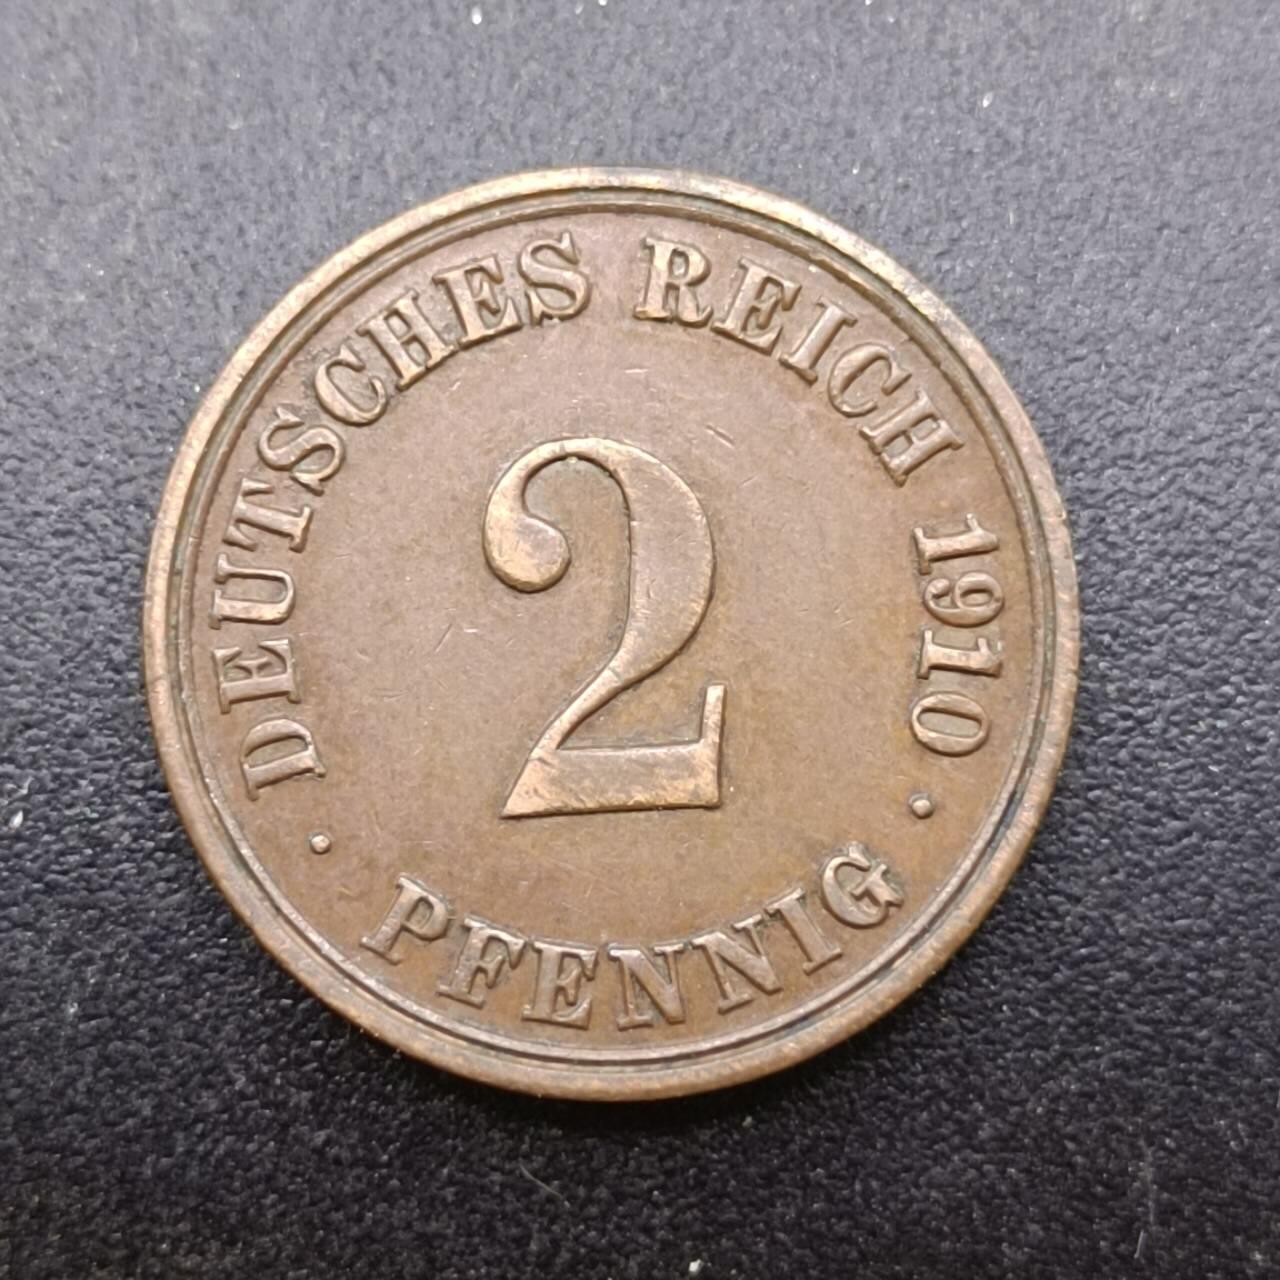 DEUTSCHES REICH 1910
2
· PFENNIG ·